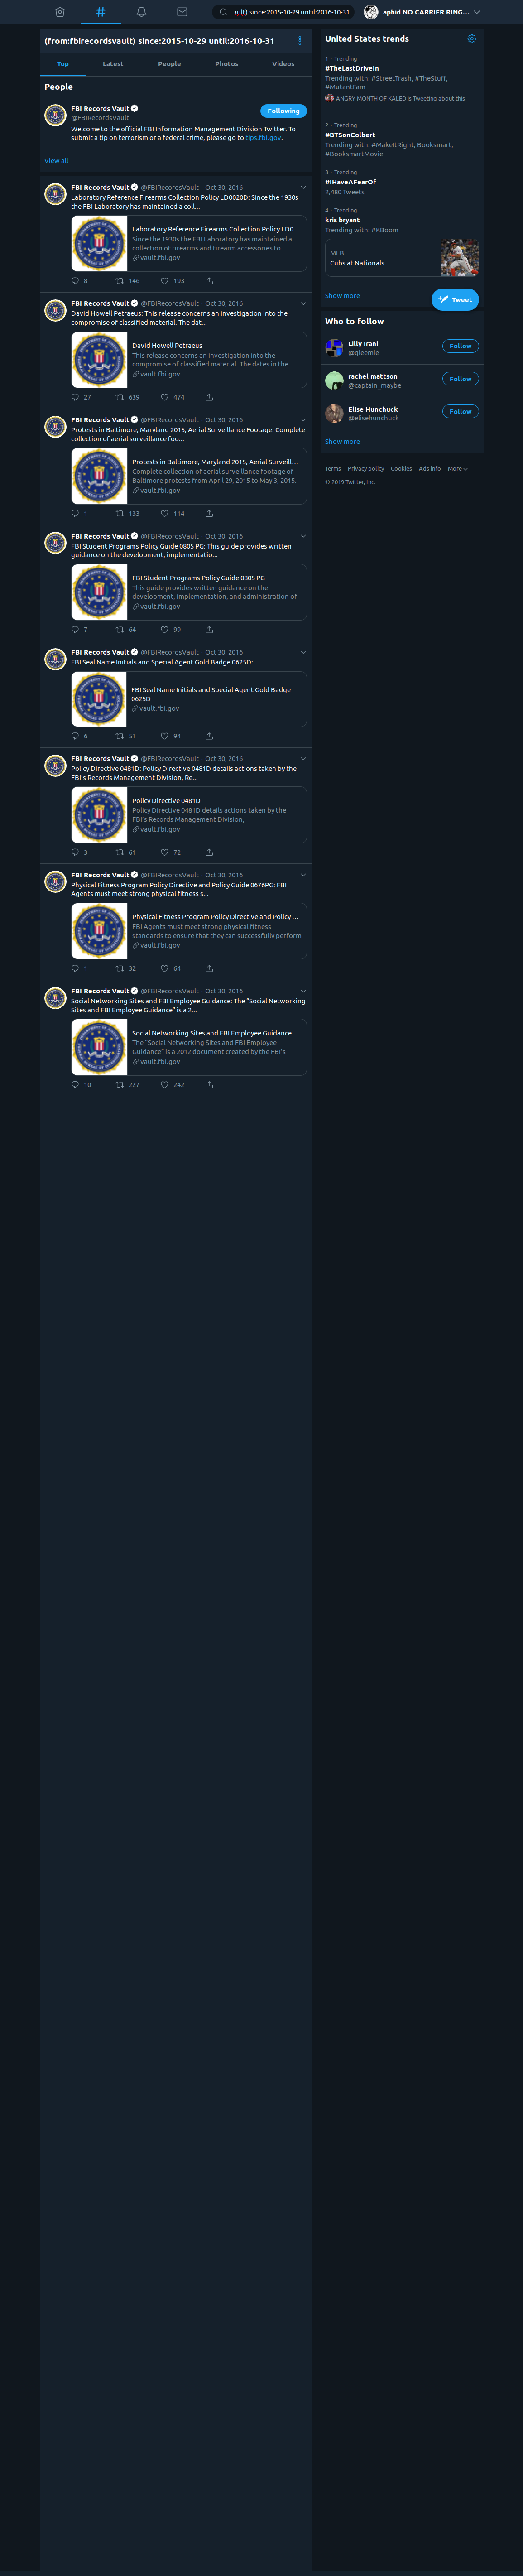 ult) since:2015-10-29 until:2016-10-31
aphid NO CARRIER RING...
(from:fbirecordsvault) since:2015-10-29 until:2016-10-31
Top Latest People Photos Videos
People
FBI Records Vault
@FBIRecordsVault
Following
Welcome to the official FBI Information Management Division Twitter. To
submit a tip on terrorism or a federal crime, please go to tips.fbi.gov.
View all
FBI Records Vault @FBIRecordsVault · Oct 30, 2016
Laboratory Reference Firearms Collection Policy LD0020D: Since the 1930s
the FBI Laboratory has maintained a coll...
Laboratory Reference Firearms Collection Policy LD0...
Since the 1930s the FBI Laboratory has maintained a
collection of firearms and firearm accessories to
vault.fbi.gov
8 146 193
FBI Records Vault @FBIRecordsVault · Oct 30, 2016
David Howell Petraeus: This release concerns an investigation into the
compromise of classified material. The dat...
David Howell Petraeus
This release concerns an investigation into the
compromise of classified material. The dates in the
vault.fbi.gov
27 639 474
FBI Records Vault @FBIRecordsVault · Oct 30, 2016
Protests in Baltimore, Maryland 2015, Aerial Surveillance Footage: Complete
collection of aerial surveillance foo...
Protests in Baltimore, Maryland 2015, Aerial Surveill...
Complete collection of aerial surveillance footage of
Baltimore protests from April 29, 2015 to May 3, 2015.
vault.fbi.gov
1 133 114
FBI Records Vault @FBIRecordsVault · Oct 30, 2016
FBI Student Programs Policy Guide 0805 PG: This guide provides written
guidance on the development, implementatio...
FBI Student Programs Policy Guide 0805 PG
This guide provides written guidance on the
development, implementation, and administration of
vault.fbi.gov
7 64 99
FBI Records Vault @FBIRecordsVault · Oct 30, 2016
FBI Seal Name Initials and Special Agent Gold Badge 0625D:
FBI Seal Name Initials and Special Agent Gold Badge
0625D
vault.fbi.gov
6 51 94
FBI Records Vault @FBIRecordsVault · Oct 30, 2016
Policy Directive 0481D: Policy Directive 0481D details actions taken by the
FBI's Records Management Division, Re...
Policy Directive 0481D
Policy Directive 0481D details actions taken by the
FBI's Records Management Division,
vault.fbi.gov
3 61 72
FBI Records Vault @FBIRecordsVault · Oct 30, 2016
Physical Fitness Program Policy Directive and Policy Guide 0676PG: FBI
Agents must meet strong physical fitness s...
Physical Fitness Program Policy Directive and Policy ...
FBI Agents must meet strong physical fitness
standards to ensure that they can successfully perform
vault.fbi.gov
1 32 64
FBI Records Vault @FBIRecordsVault · Oct 30, 2016
Social Networking Sites and FBI Employee Guidance: The "Social Networking
Sites and FBI Employee Guidance" is a 2...
Social Networking Sites and FBI Employee Guidance
The "Social Networking Sites and FBI Employee
Guidance" is a 2012 document created by the FBI's
vault.fbi.gov
10 227 242
United States trends
1 · Trending
#TheLastDriveIn
Trending with: #StreetTrash, #TheStuff,
#MutantFam
ANGRY MONTH OF KALED is Tweeting about this
2 · Trending
#BTSonColbert
Trending with: #MakeItRight, Booksmart,
#BooksmartMovie
3 · Trending
#IHaveAFearOf
2,480 Tweets
4 · Trending
kris bryant
Trending with: #KBoom
MLB
Cubs at Nationals
Show more
Tweet
Who to follow
Lilly Irani
@gleemie
Follow
rachel mattson
@captain_maybe
Follow
Elise Hunchuck
@elisehunchuck
Follow
Show more
Terms Privacy policy Cookies Ads info More
© 2019 Twitter, Inc.